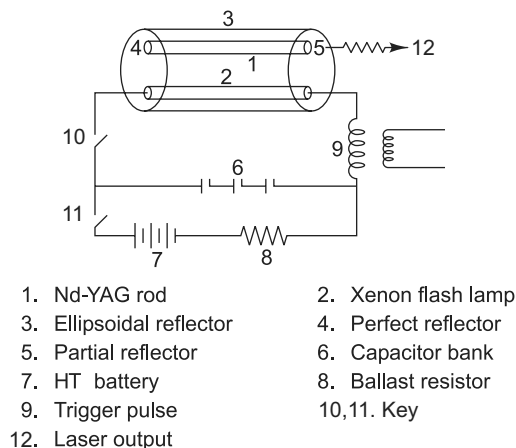 3
4
5
12
1
2
10
9
6
11
7
8
1. Nd-YAG rod
2. Xenon flash lamp
3. Ellipsoidal reflector
4. Perfect reflector
5. Partial reflector
6. Capacitor bank
7. HT battery
8. Ballast resistor
9. Trigger pulse
10,11. Key
12. Laser output